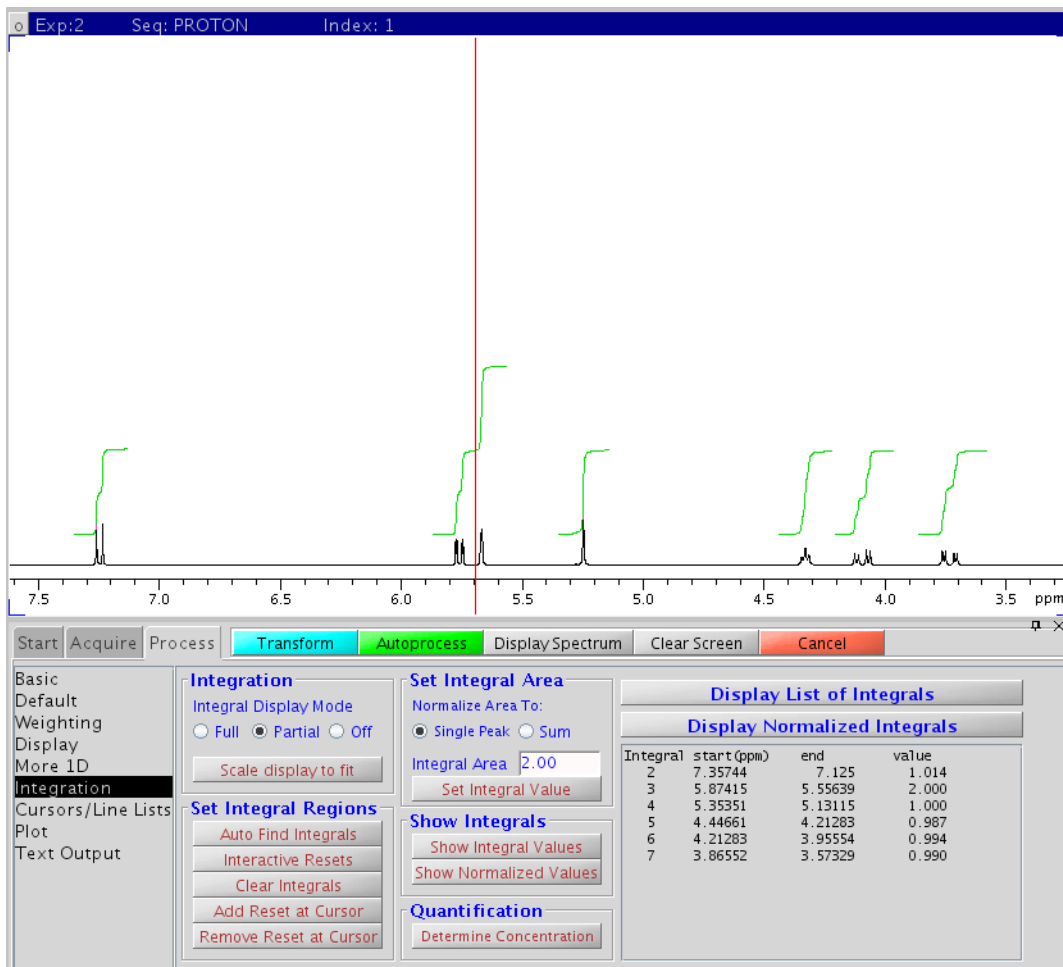 o Exp:2 Seq: PROTON Index: 1
7.5 7.0 6.0 5.5 5.0 4.5 4.0 3.5 ppm
Start Acquire Process Transform Autoprocess Display Spectrum Clear Screen Cancel
Basic
Default
Weighting
Display
More 1D
Integration
Cursors/Line Lists
Plot
Text Output
Integration
Integral Display Mode
Full Partial Off
Scale display to fit
Set Integral Regions
Auto Find Integrals
Interactive Resets
Clear Integrals
Add Reset at Cursor
Remove Reset at Cursor
Set Integral Area
Normalize Area To:
Single Peak Sum
Integral Area 2.00
Set Integral Value
Show Integrals
Show Integral Values
Show Normalized Values
Quantification
Determine Concentration
Display List of Integrals
Display Normalized Integrals
Integral start(ppm) end value
2 7.35744 7.125 1.014
3 5.87415 5.55639 2.000
4 5.35351 5.13115 1.000
5 4.44661 4.21283 0.987
6 4.21283 3.95554 0.994
7 3.86552 3.57329 0.990